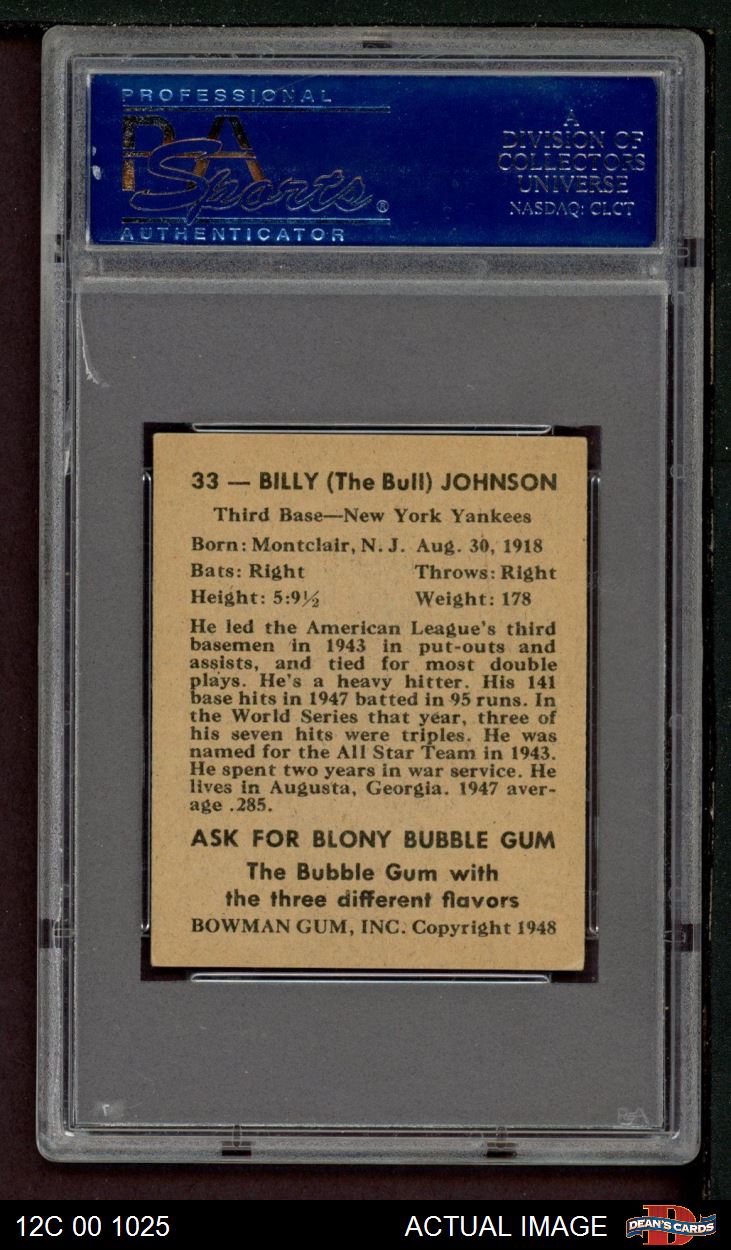 PROFESSIONAL
PSA
Sports®
AUTHENTICATOR
A
DIVISION OF
COLLECTORS
UNIVERSE
NASDAQ: CLCT
33 — BILLY (The Bull) JOHNSON
Third Base—New York Yankees
Born: Montclair, N. J. Aug. 30, 1918
Bats: Right Throws: Right
Height: 5:9½ Weight: 178
He led the American League's third
basemen in 1943 in put-outs and
assists, and tied for most double
plays. He's a heavy hitter. His 141
base hits in 1947 batted in 95 runs. In
the World Series that year, three of
his seven hits were triples. He was
named for the All Star Team in 1943.
He spent two years in war service. He
lives in Augusta, Georgia. 1947 aver-
age .285.
ASK FOR BLONY BUBBLE GUM
The Bubble Gum with
the three different flavors
BOWMAN GUM, INC. Copyright 1948
PSA
12C 00 1025
ACTUAL IMAGE
DEAN'S CARDS